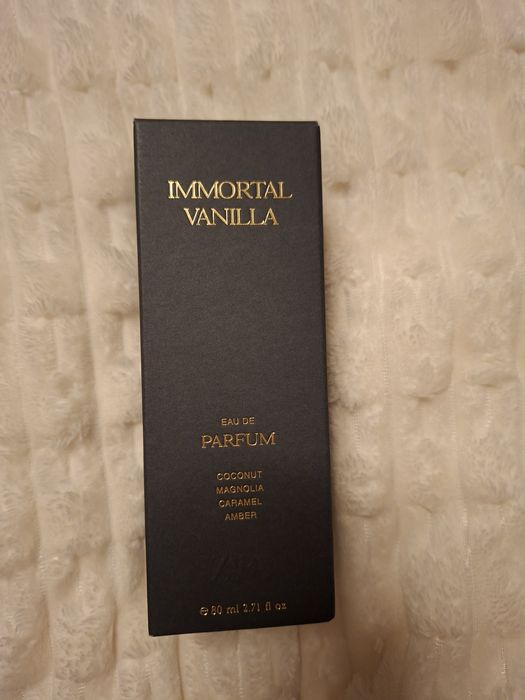 IMMORTAL
VANILLA
EAU DE
PARFUM
COCONUT
MAGNOLIA
CARAMEL
AMBER
℮ 80 ml 2.71 fl oz